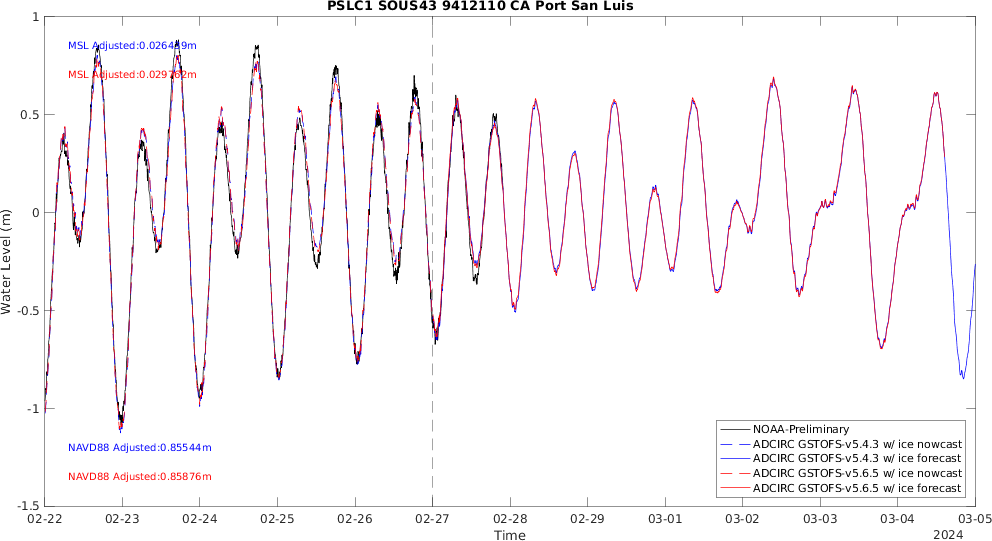 PSLC1 SOUS43 9412110 CA Port San Luis
MSL Adjusted:0.026439m
MSL Adjusted:0.029762m
NAVD88 Adjusted:0.85544m
NAVD88 Adjusted:0.85876m
Water Level (m)
1
0.5
0
-0.5
-1
-1.5
NOAA-Preliminary
ADCIRC GSTOFS-v5.4.3 w/ ice nowcast
ADCIRC GSTOFS-v5.4.3 w/ ice forecast
ADCIRC GSTOFS-v5.6.5 w/ ice nowcast
ADCIRC GSTOFS-v5.6.5 w/ ice forecast
02-22 02-23 02-24 02-25 02-26 02-27 02-28 02-29 03-01 03-02 03-03 03-04 03-05
Time
2024